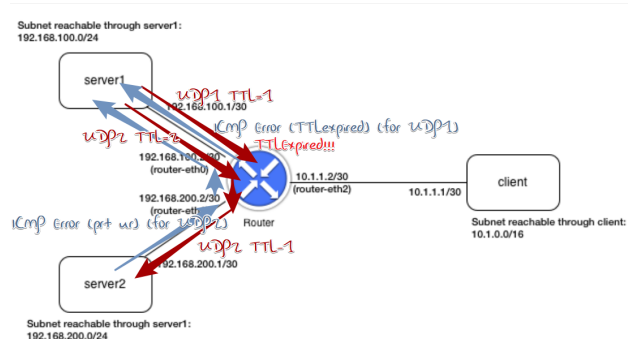 Subnet reachable through server1:
192.168.100.0/24
server1
UDP1 TTL=1
192.168.100.1/30
ICMP Error (TTLexpired) (for UDP1)
UDP2 TTL=2
TTLExpired!!!
192.168.100.2/30
(router-eth0)
10.1.1.2/30
(router-eth2)
client
10.1.1.1/30
192.168.200.2/30
(router-eth
Router
Subnet reachable through client:
10.1.0.0/16
ICMP Error (prt ur) (for UDP2)
UDP2 TTL=1
192.168.200.1/30
server2
Subnet reachable through server1:
192.168.200.0/24